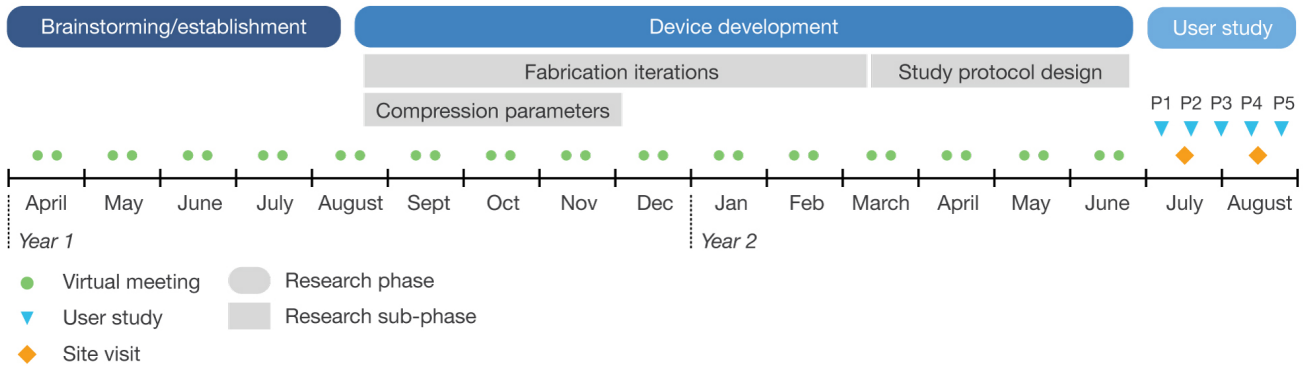 Brainstorming/establishment Device development User study
Fabrication iterations Study protocol design
Compression parameters P1 P2 P3 P4 P5
April May June July August Sept Oct Nov Dec Jan Feb March April May June July August
Year 1 Year 2
Virtual meeting Research phase
User study Research sub-phase
Site visit